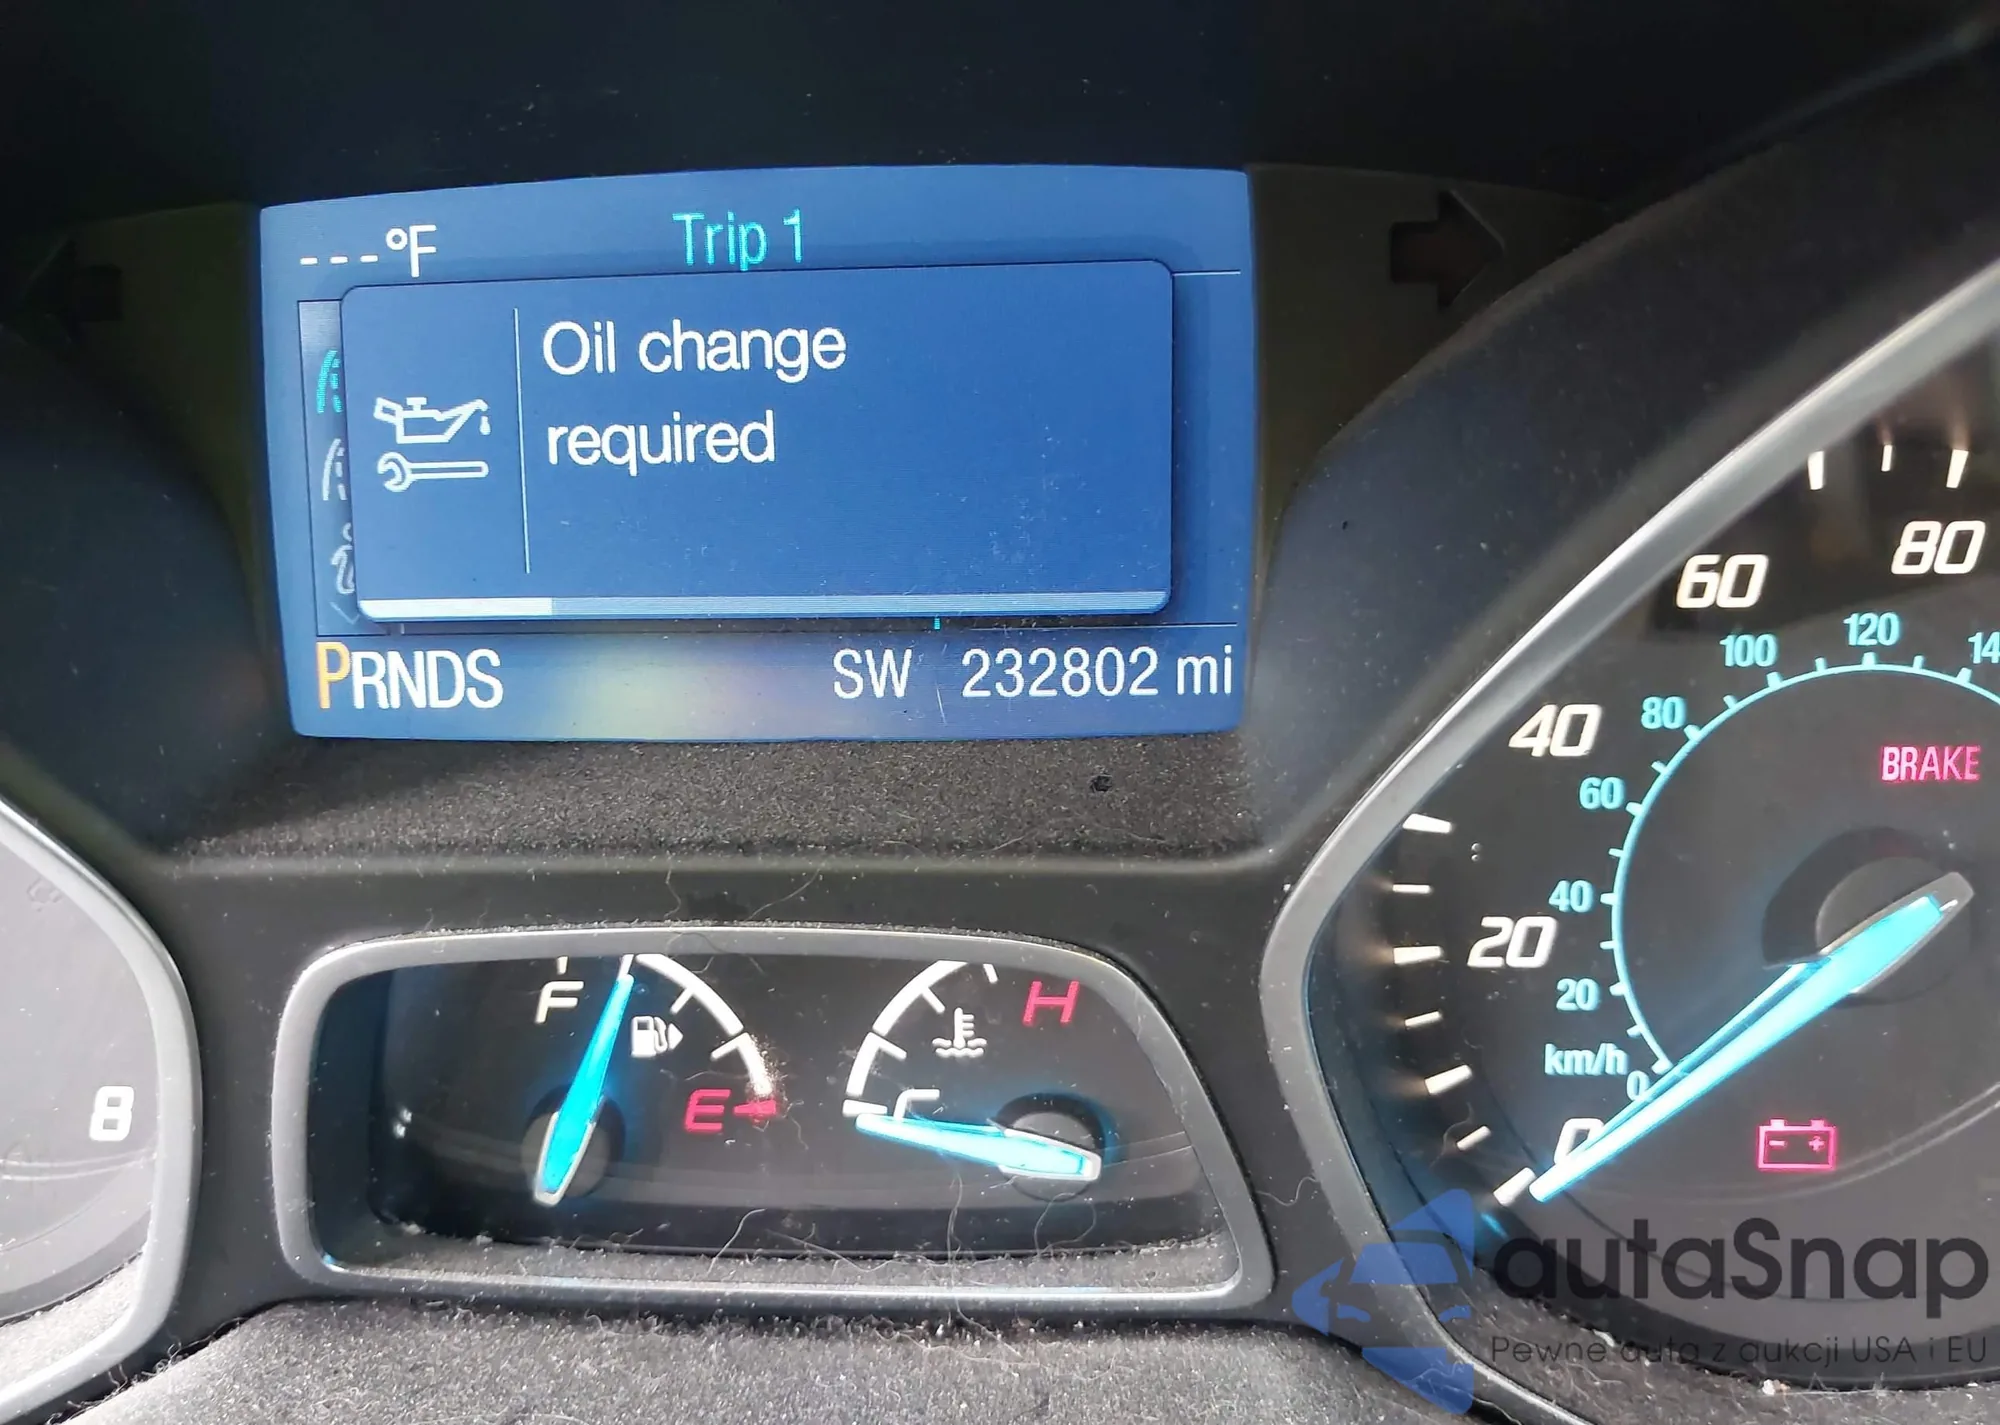 ---°F
Trip 1
Oil change
required
PRNDS
SW 232802 mi
60
80
100
120
40
80
60
BRAKE
20
40
20
km/h
0
0
F
E
H
C
8
autaSnap
Pewne auta z aukcji USA i EU